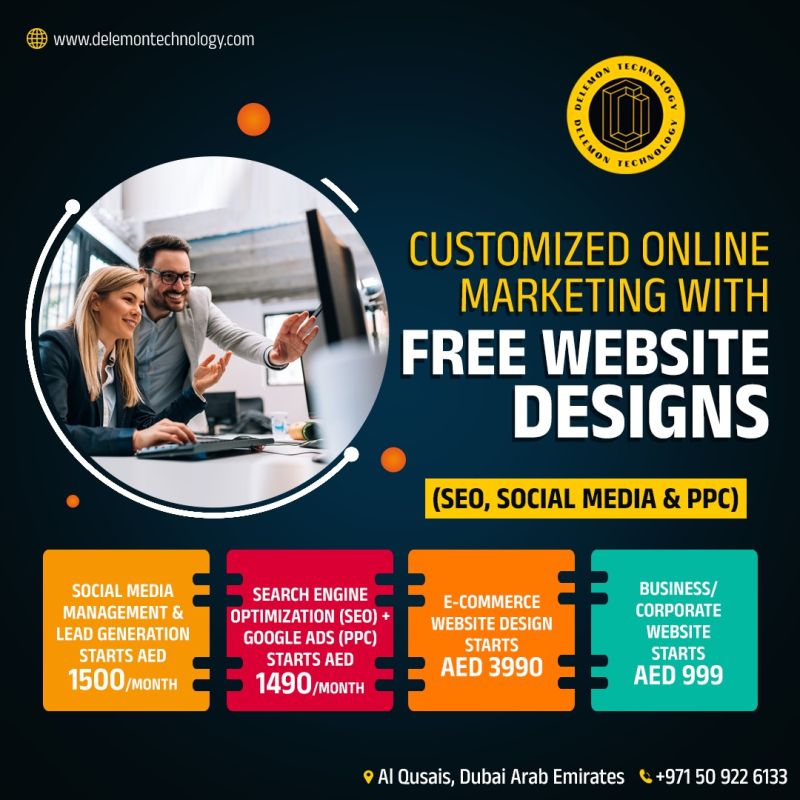 www.delemontechnology.com
DELEMON TECHNOLOGY
DELEMON TECHNOLOGY
CUSTOMIZED ONLINE
MARKETING WITH
FREE WEBSITE
DESIGNS
(SEO, SOCIAL MEDIA & PPC)
SOCIAL MEDIA
MANAGEMENT &
LEAD GENERATION
STARTS AED
1500/MONTH
SEARCH ENGINE
OPTIMIZATION (SEO) +
GOOGLE ADS (PPC)
STARTS AED
1490/MONTH
E-COMMERCE
WEBSITE DESIGN
STARTS
AED 3990
BUSINESS/
CORPORATE
WEBSITE
STARTS
AED 999
Al Qusais, Dubai Arab Emirates
+971 50 922 6133